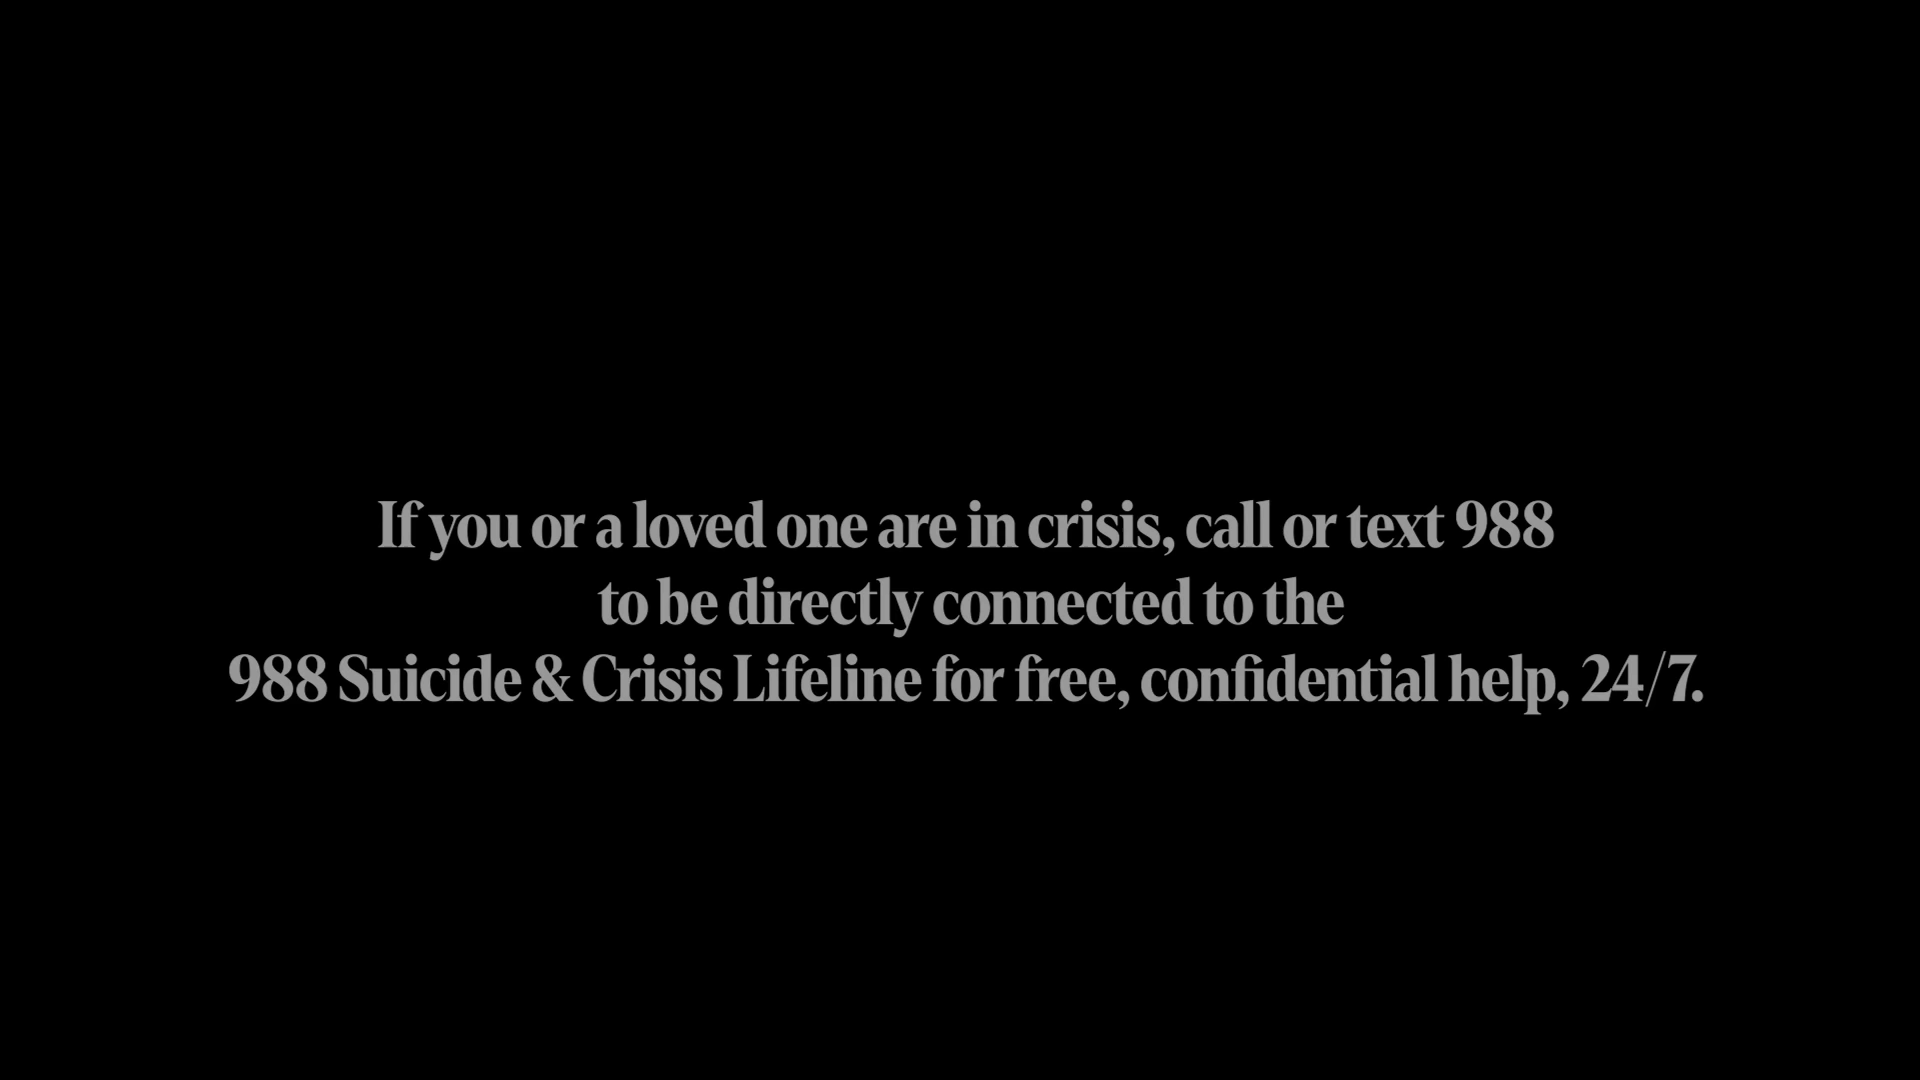 If you or a loved one are in crisis, call or text 988
to be directly connected to the
988 Suicide & Crisis Lifeline for free, confidential help, 24/7.